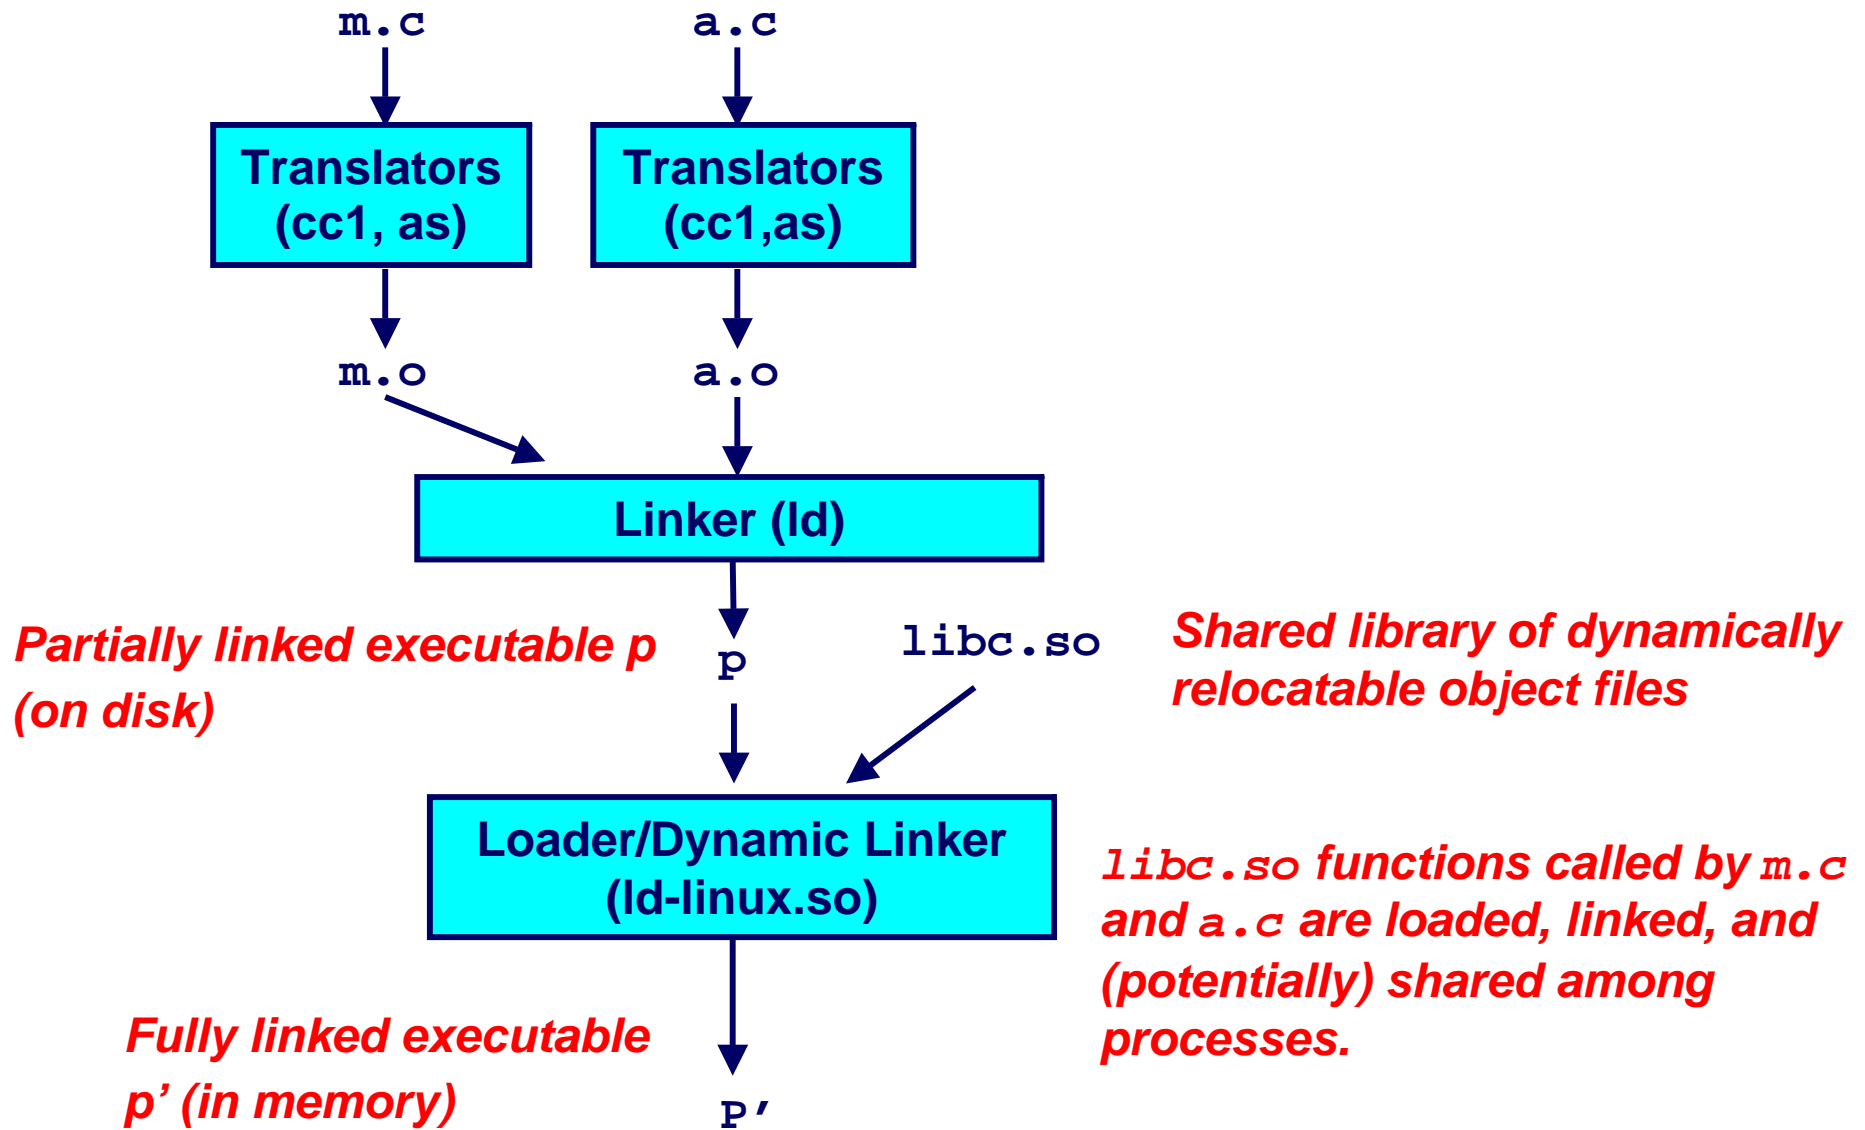 m.c
a.c
Translators
(cc1, as)
Translators
(cc1,as)
m.o
a.o
Linker (ld)
Partially linked executable p
(on disk)
p
libc.so
Shared library of dynamically
relocatable object files
Loader/Dynamic Linker
(ld-linux.so)
libc.so functions called by m.c
and a.c are loaded, linked, and
(potentially) shared among
processes.
Fully linked executable
p’ (in memory)
P’